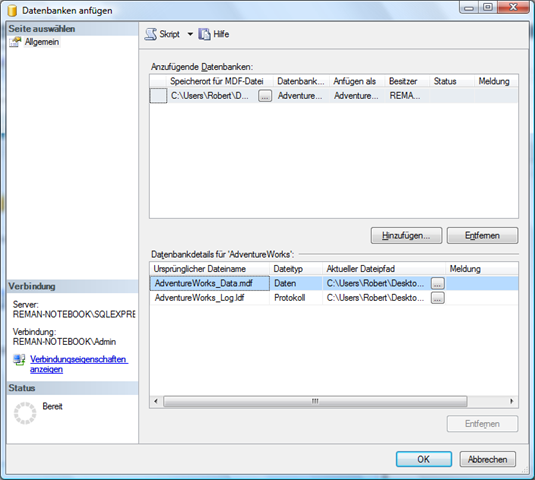 Datenbanken anfügen
Seite auswählen
Allgemein
Skript Hilfe
Anzufügende Datenbanken:
Speicherort für MDF-Datei Datenbank... Anfügen als Besitzer Status Meldung
C:\Users\Robert\D... ... Adventure... Adventure... REMA...
Hinzufügen... Entfernen
Datenbankdetails für 'AdventureWorks':
Ursprünglicher Dateiname Dateityp Aktueller Dateipfad Meldung
AdventureWorks_Data.mdf Daten C:\Users\Robert\Deskto... ...
AdventureWorks_Log.ldf Protokoll C:\Users\Robert\Deskto... ...
Verbindung
Server:
REMAN-NOTEBOOK\SQLEXPRE
Verbindung:
REMAN-NOTEBOOK\Admin
Verbindungseigenschaften
anzeigen
Status
Bereit
Entfernen
OK Abbrechen